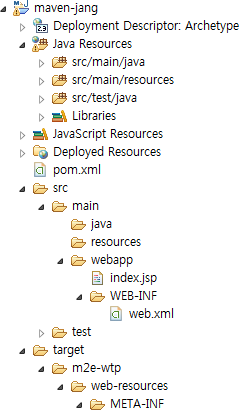 maven-jang
Deployment Descriptor: Archetype
Java Resources
src/main/java
src/main/resources
src/test/java
Libraries
JavaScript Resources
Deployed Resources
pom.xml
src
main
java
resources
webapp
index.jsp
WEB-INF
web.xml
test
target
m2e-wtp
web-resources
META-INF